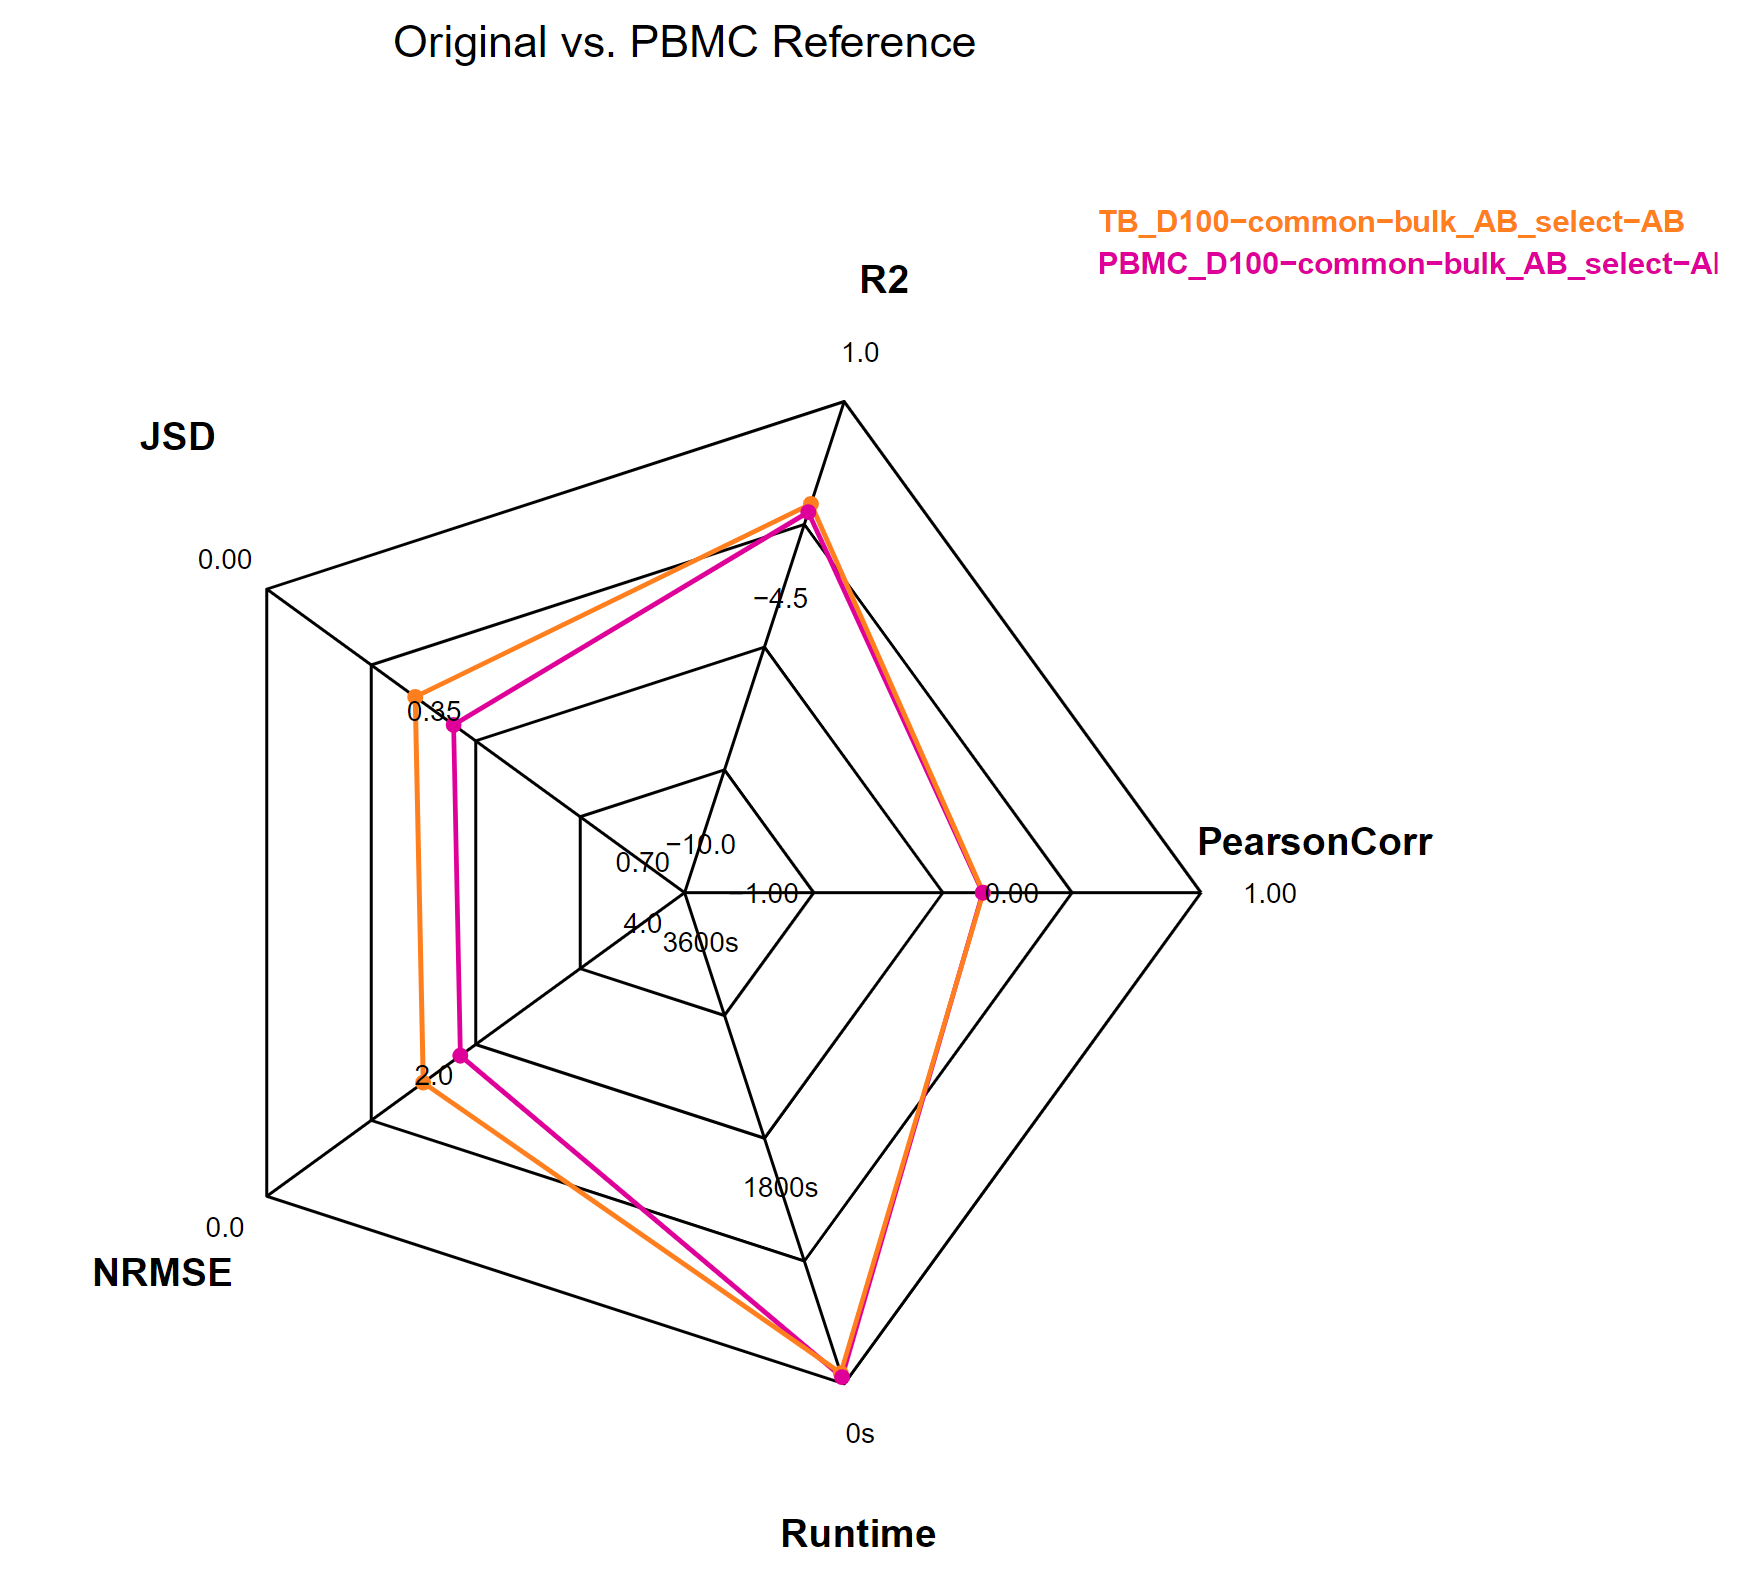 Original vs. PBMC Reference
TB_D100−common−bulk_AB_select−AB
PBMC_D100−common−bulk_AB_select−A
R2
1.0
JSD
0.00
−4.5
0.35
PearsonCorr
−10.0
0.70
−1.00
0.00
1.00
4.0
3600s
2.0
1800s
0.0
NRMSE
0s
Runtime